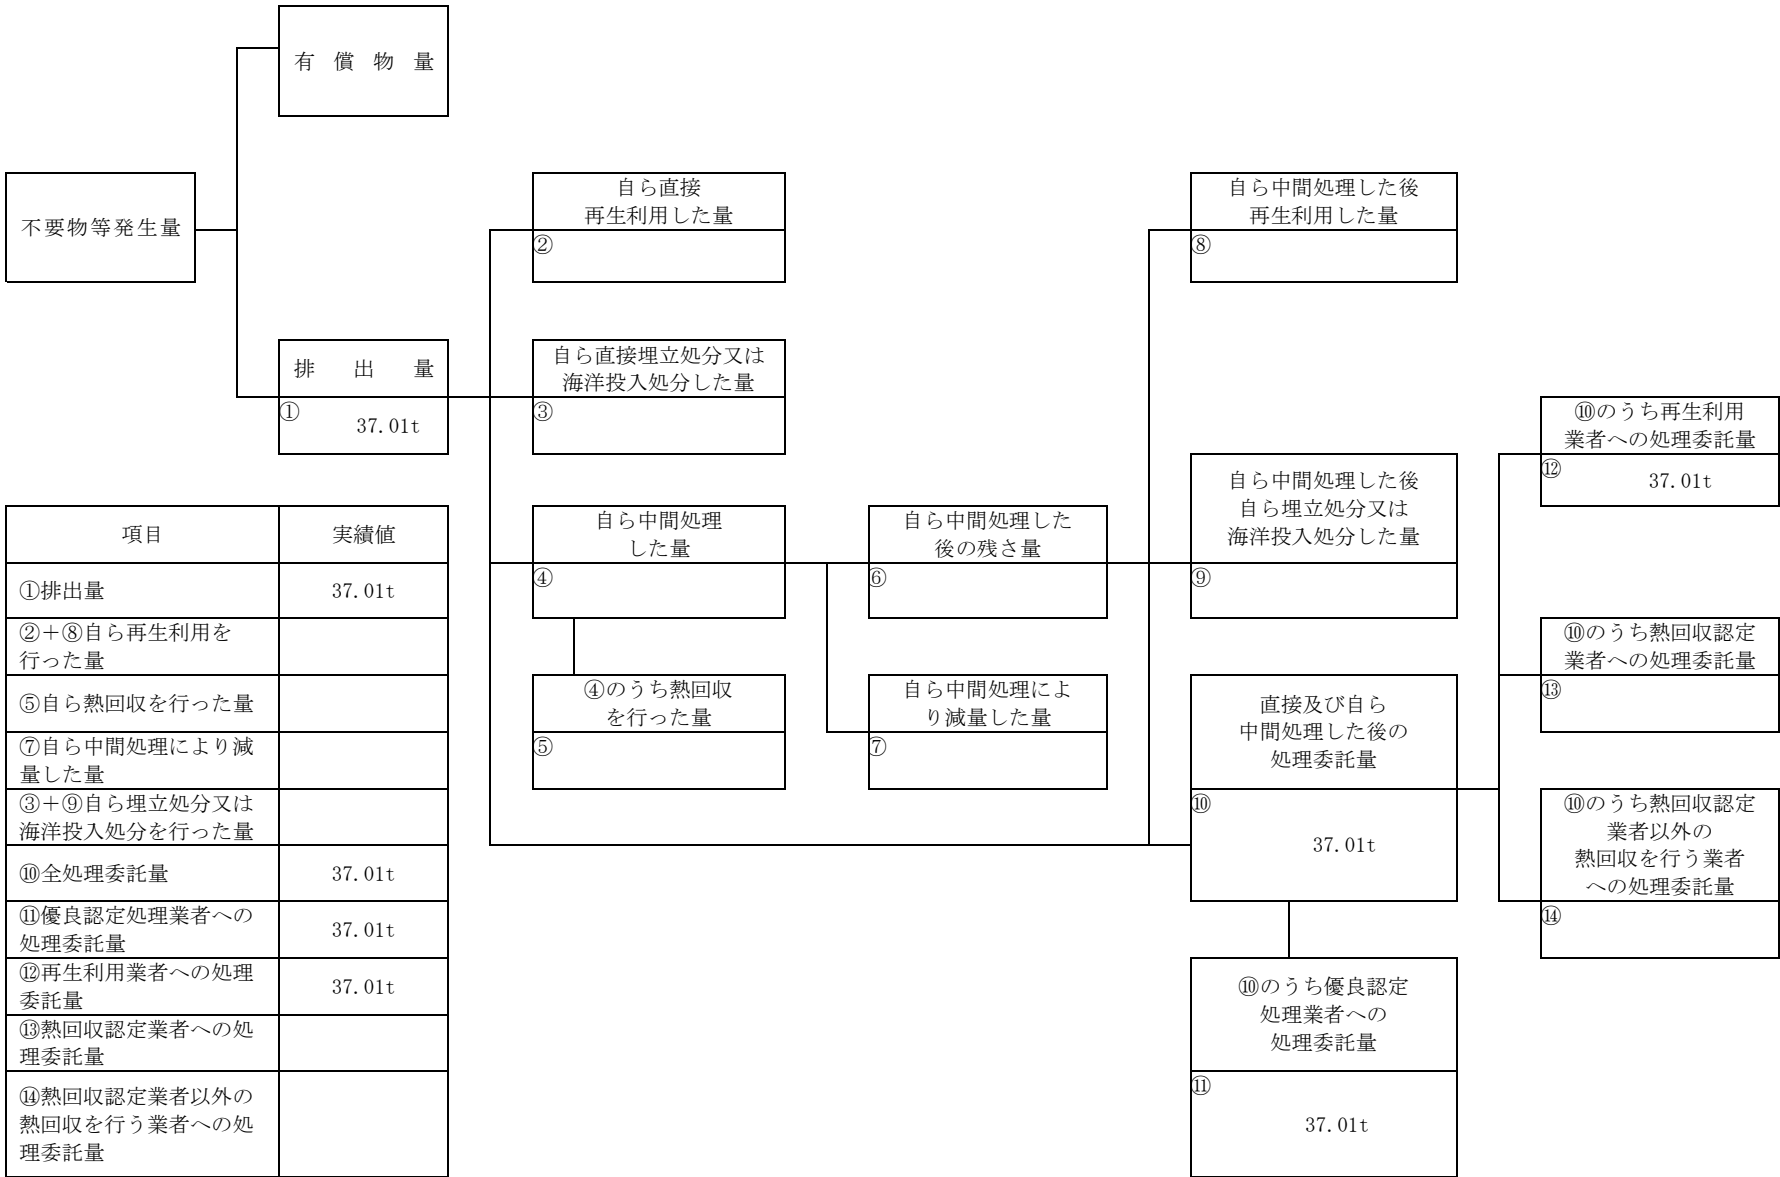 有償物量
不要物等発生量
排出量
①
37.01t
自ら直接
再生利用した量
②
自ら直接埋立処分又は
海洋投入処分した量
③
自ら中間処理
した量
④
④のうち熱回収
を行った量
⑤
自ら中間処理した
後の残さ量
⑥
自ら中間処理によ
り減量した量
⑦
自ら中間処理した後
再生利用した量
⑧
自ら中間処理した後
自ら埋立処分又は
海洋投入処分した量
⑨
直接及び自ら
中間処理した後の
処理委託量
⑩
37.01t
⑩のうち優良認定
処理業者への
処理委託量
⑪
37.01t
⑩のうち再生利用
業者への処理委託量
⑫
37.01t
⑩のうち熱回収認定
業者への処理委託量
⑬
⑩のうち熱回収認定
業者以外の
熱回収を行う業者
への処理委託量
⑭
項目 実績値
①排出量 37.01t
②＋⑧自ら再生利用を
行った量
⑤自ら熱回収を行った量
⑦自ら中間処理により減
量した量
③＋⑨自ら埋立処分又は
海洋投入処分を行った量
⑩全処理委託量 37.01t
⑪優良認定処理業者への
処理委託量
37.01t
⑫再生利用業者への処理
委託量
37.01t
⑬熱回収認定業者への処
理委託量
⑭熱回収認定業者以外の
熱回収を行う業者への処
理委託量